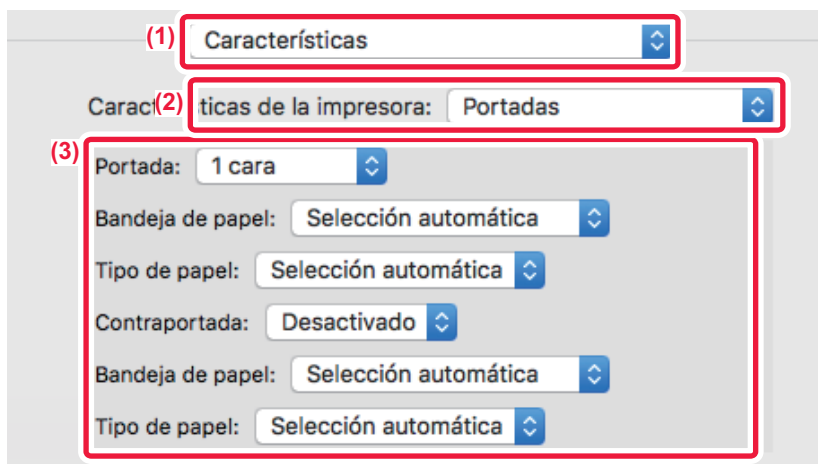 (1) Características
Caract (2) ticas de la impresora: Portadas
(3)
Portada: 1 cara
Bandeja de papel: Selección automática
Tipo de papel: Selección automática
Contraportada: Desactivado
Bandeja de papel: Selección automática
Tipo de papel: Selección automática